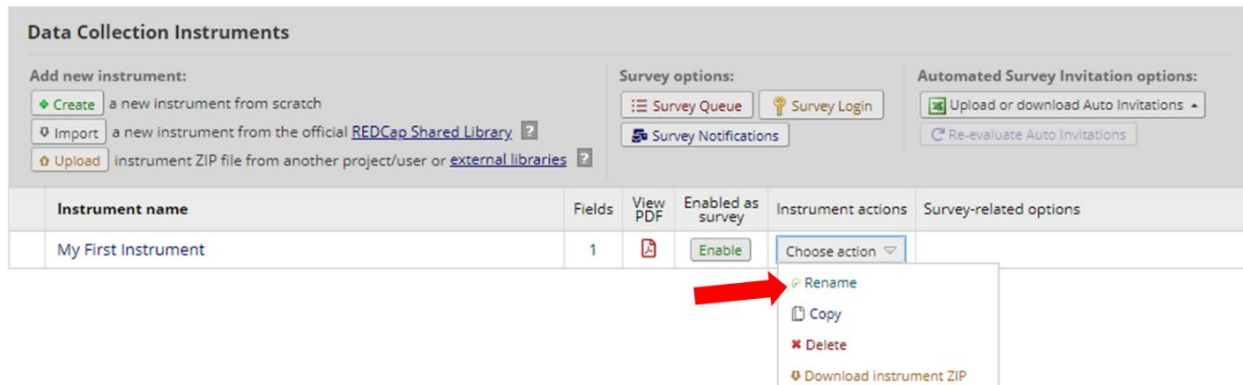 Data Collection Instruments
Add new instrument:
Create a new instrument from scratch
Import a new instrument from the official REDCap Shared Library ?
Upload instrument ZIP file from another project/user or external libraries ?
Survey options:
Survey Queue Survey Login
Survey Notifications
Automated Survey Invitation options:
Upload or download Auto Invitations
Re-evaluate Auto Invitations
Instrument name Fields View PDF Enabled as survey Instrument actions Survey-related options
My First Instrument 1 Enable Choose action
Rename
Copy
Delete
Download instrument ZIP